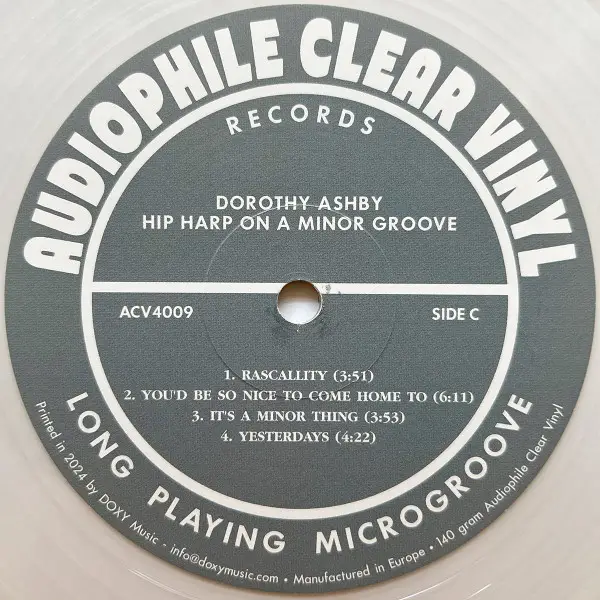 AUDIOPHILE CLEAR VINYL
RECORDS
DOROTHY ASHBY
HIP HARP ON A MINOR GROOVE
ACV4009
SIDE C
1. RASCALLITY (3:51)
2. YOU'D BE SO NICE TO COME HOME TO (6:11)
3. IT'S A MINOR THING (3:53)
4. YESTERDAYS (4:22)
LONG PLAYING MICROGROOVE
Printed in 2024 by DOXY Music - info@doxymusic.com • Manufactured in Europe • 140 gram Audiophile Clear Vinyl